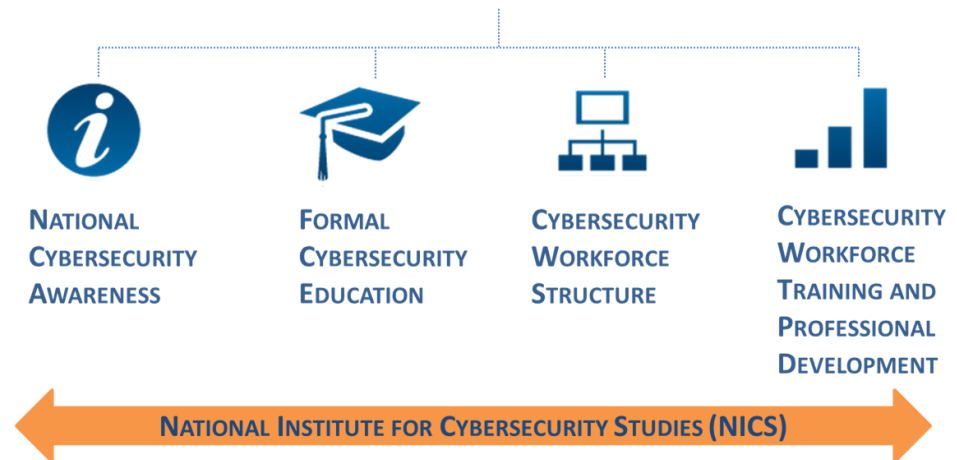 i
NATIONAL
CYBERSECURITY
AWARENESS
FORMAL
CYBERSECURITY
EDUCATION
CYBERSECURITY
WORKFORCE
STRUCTURE
CYBERSECURITY
WORKFORCE
TRAINING AND
PROFESSIONAL
DEVELOPMENT
NATIONAL INSTITUTE FOR CYBERSECURITY STUDIES (NICS)